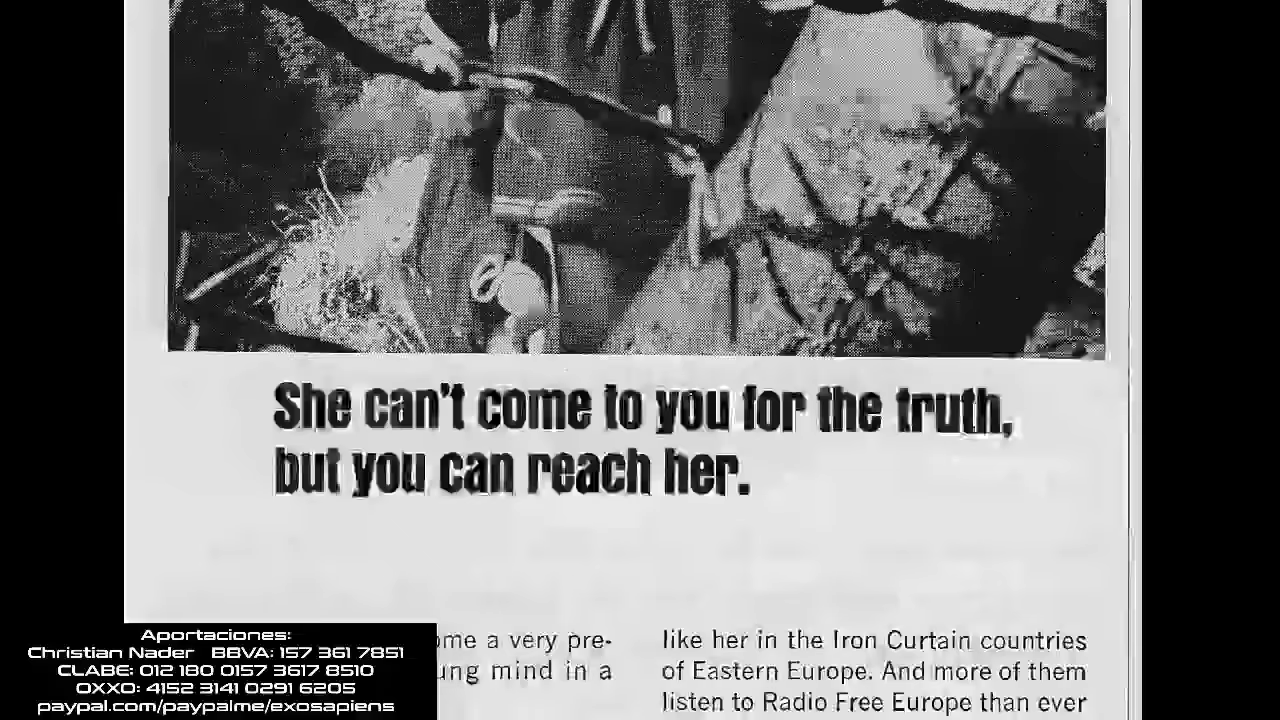 She can't come to you for the truth,
but you can reach her.
ome a very pre-
ung mind in a
like her in the Iron Curtain countries
of Eastern Europe. And more of them
listen to Radio Free Europe than ever
Aportaciones:
Christian Nader BBVA: 157 361 7851
CLABE: 012 180 0157 3617 8510
OXXO: 4152 3141 0291 6205
paypal.com/paypalme/exosapiens